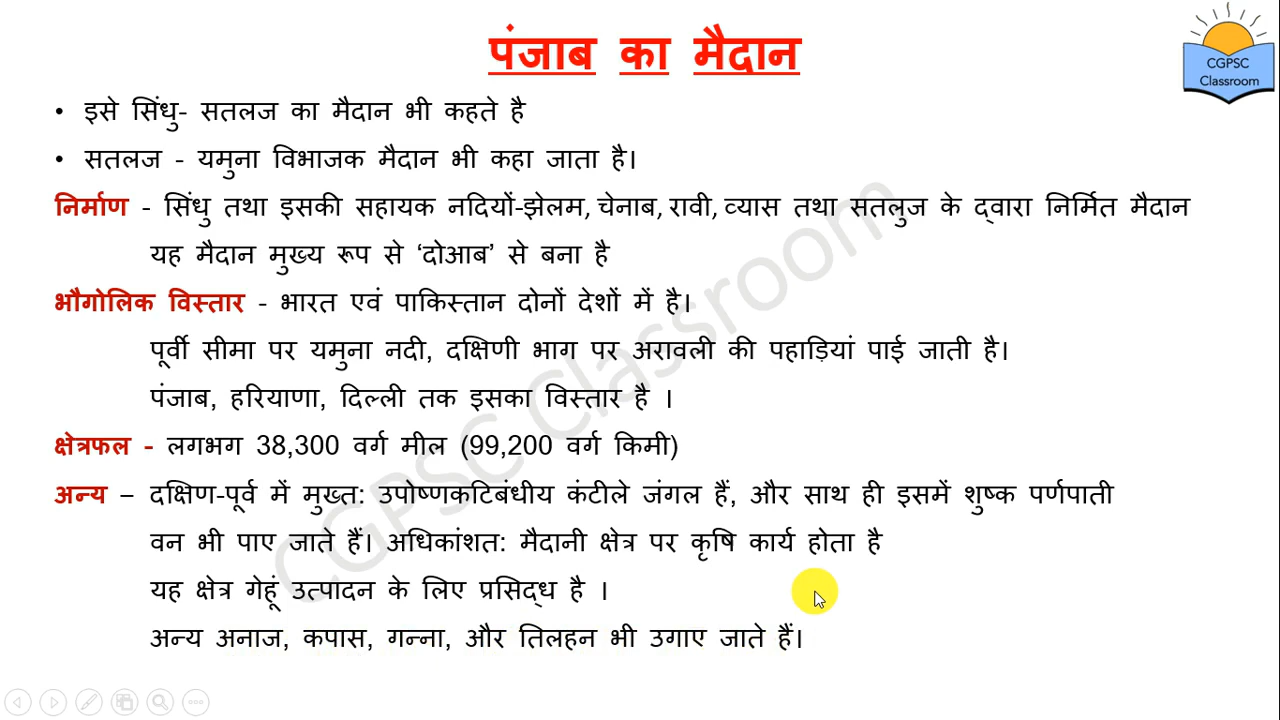 पंजाब का मैदान
CGPSC
Classroom
• इसे सिंधु- सतलज का मैदान भी कहते है
• सतलज - यमुना विभाजक मैदान भी कहा जाता है।
निर्माण - सिंधु तथा इसकी सहायक नदियों-झेलम, चेनाब, रावी, व्यास तथा सतलुज के द्वारा निर्मित मैदान
यह मैदान मुख्य रूप से ‘दोआब’ से बना है
भौगोलिक विस्तार - भारत एवं पाकिस्तान दोनों देशों में है।
पूर्वी सीमा पर यमुना नदी, दक्षिणी भाग पर अरावली की पहाड़ियां पाई जाती है।
पंजाब, हरियाणा, दिल्ली तक इसका विस्तार है ।
क्षेत्रफल - लगभग 38,300 वर्ग मील (99,200 वर्ग किमी)
अन्य – दक्षिण-पूर्व में मुख्त: उपोष्णकटिबंधीय कंटीले जंगल हैं, और साथ ही इसमें शुष्क पर्णपाती
वन भी पाए जाते हैं। अधिकांशत: मैदानी क्षेत्र पर कृषि कार्य होता है
यह क्षेत्र गेहूं उत्पादन के लिए प्रसिद्ध है ।
अन्य अनाज, कपास, गन्ना, और तिलहन भी उगाए जाते हैं।
CGPSC Classroom